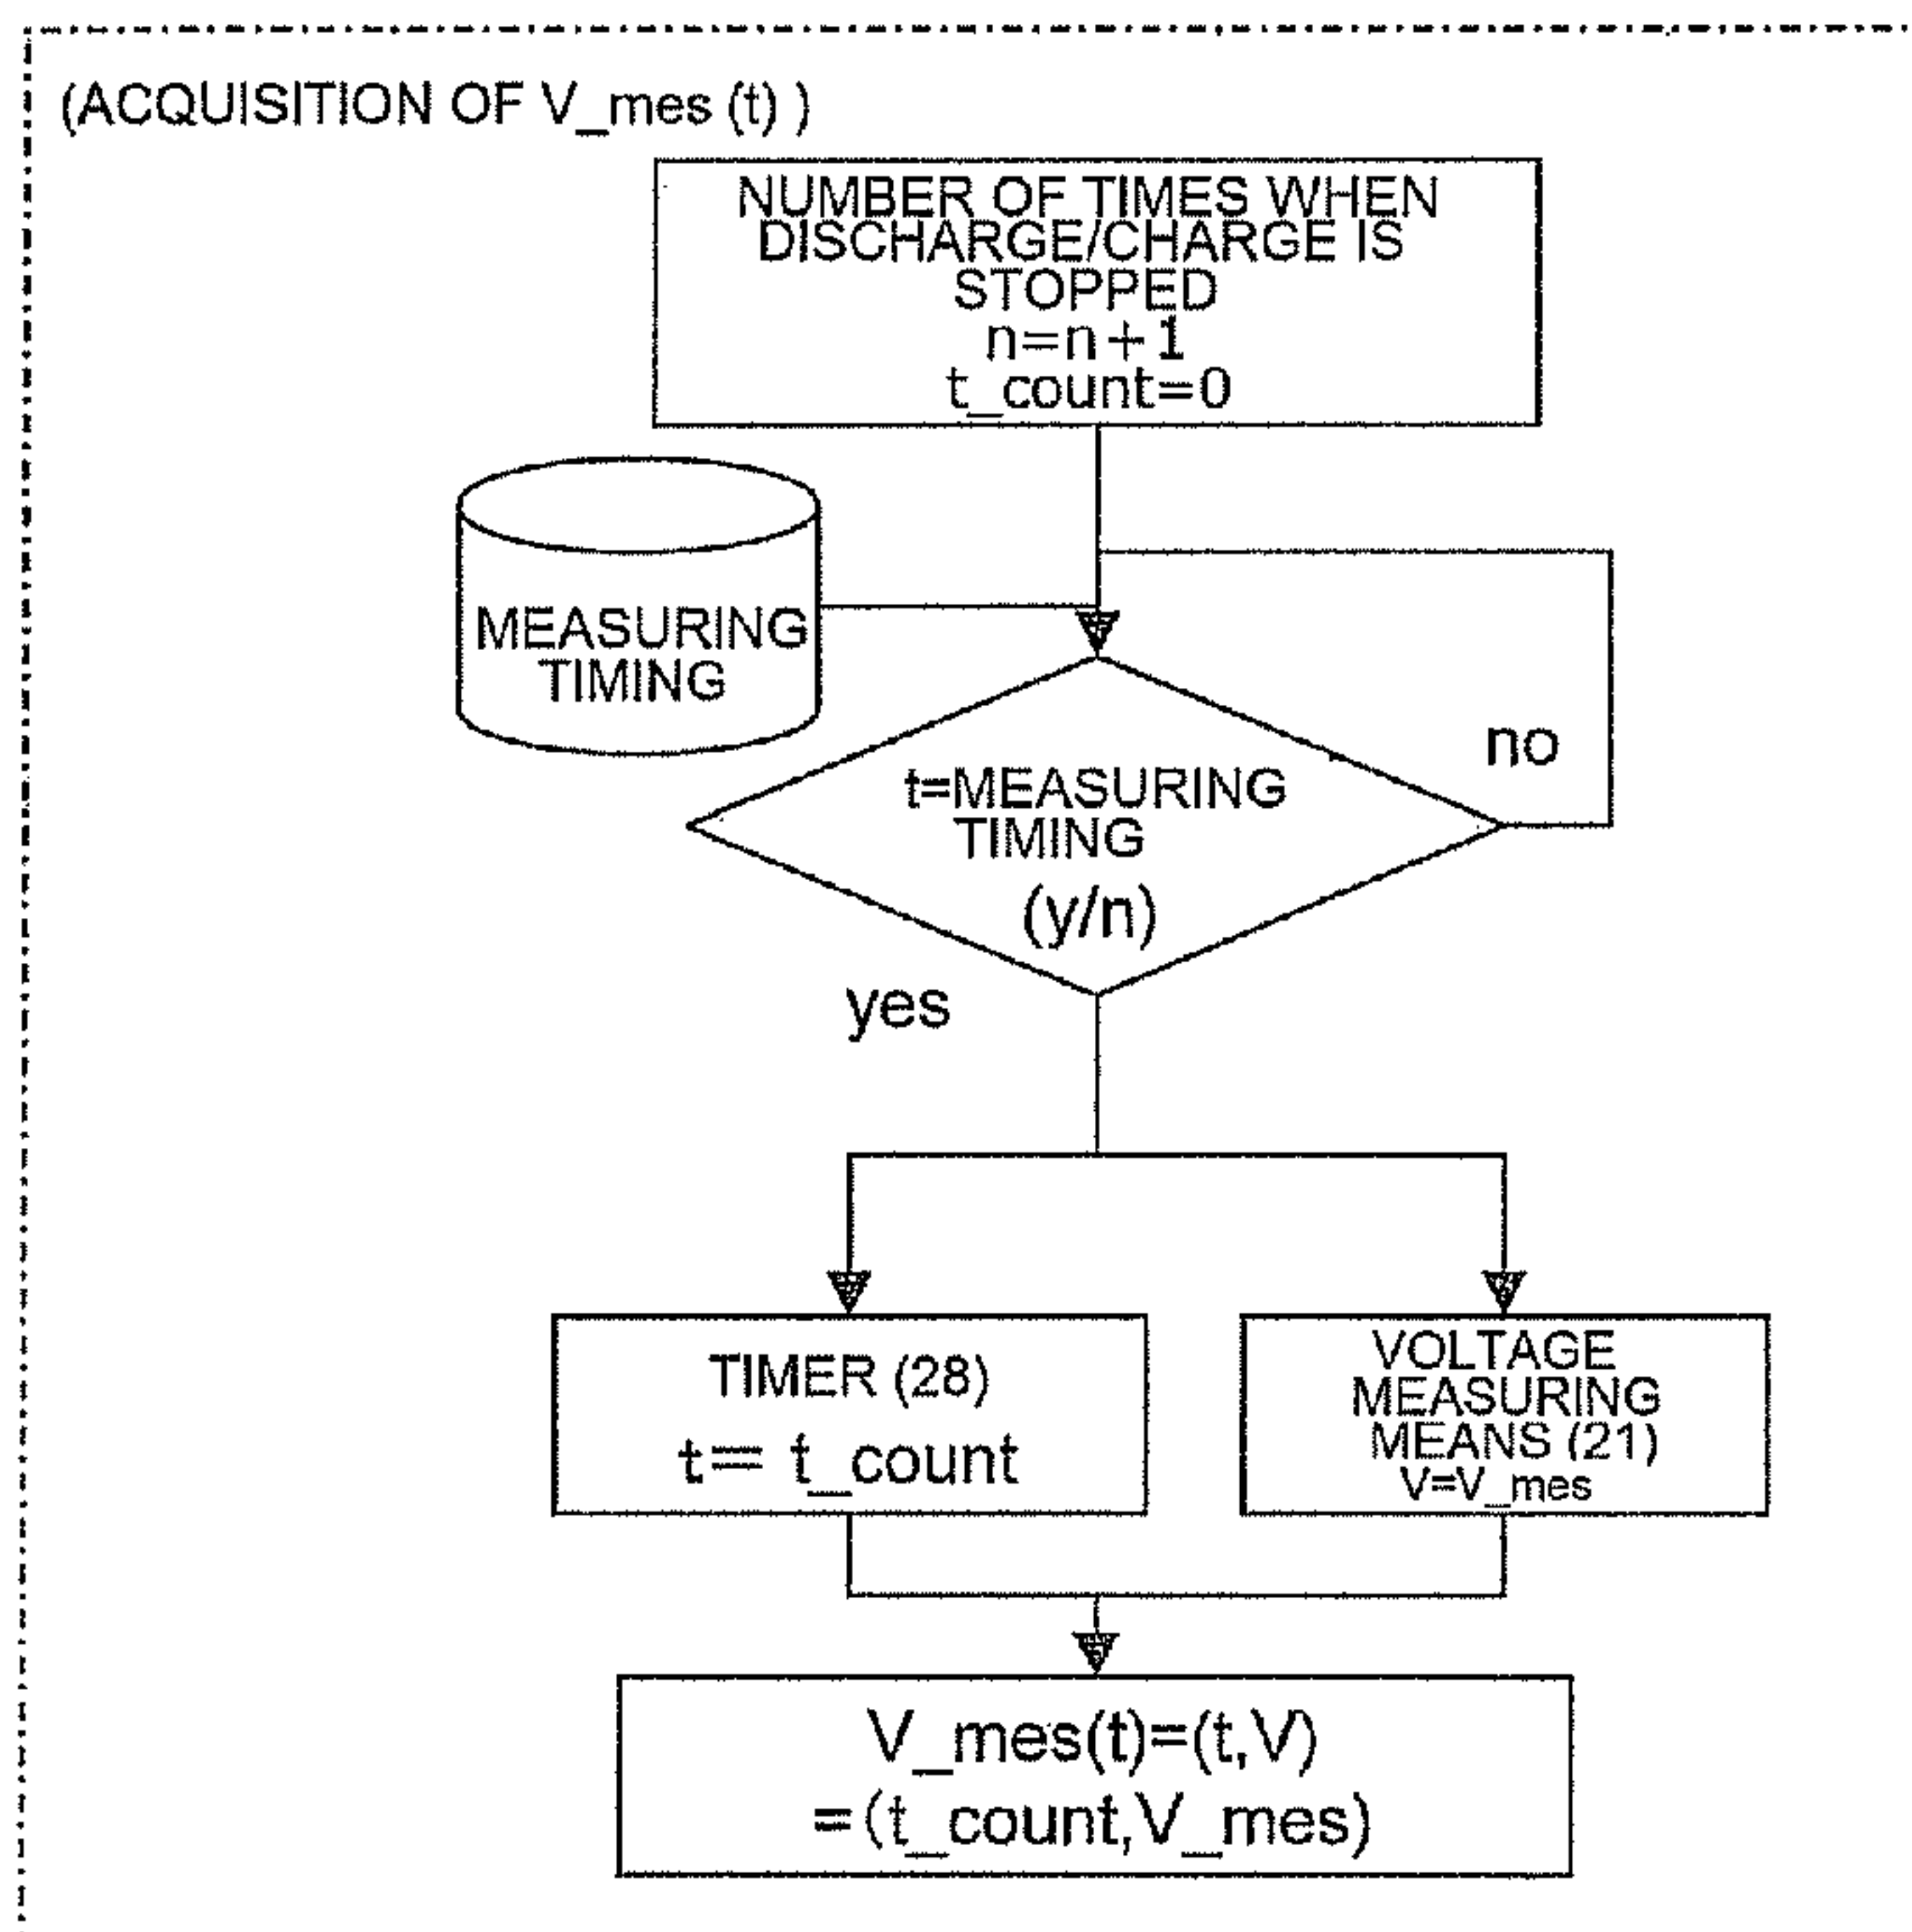 (ACQUISITION OF V_mes (t) )
NUMBER OF TIMES WHEN
DISCHARGE/CHARGE IS
STOPPED
n=n+1
t_count=0
MEASURING
TIMING
no
t=MEASURING
TIMING
(y/n)
yes
TIMER (28)
t= t_count
VOLTAGE
MEASURING
MEANS (21)
V=V_mes
V_mes(t)=(t,V)
=(t_count,V_mes)